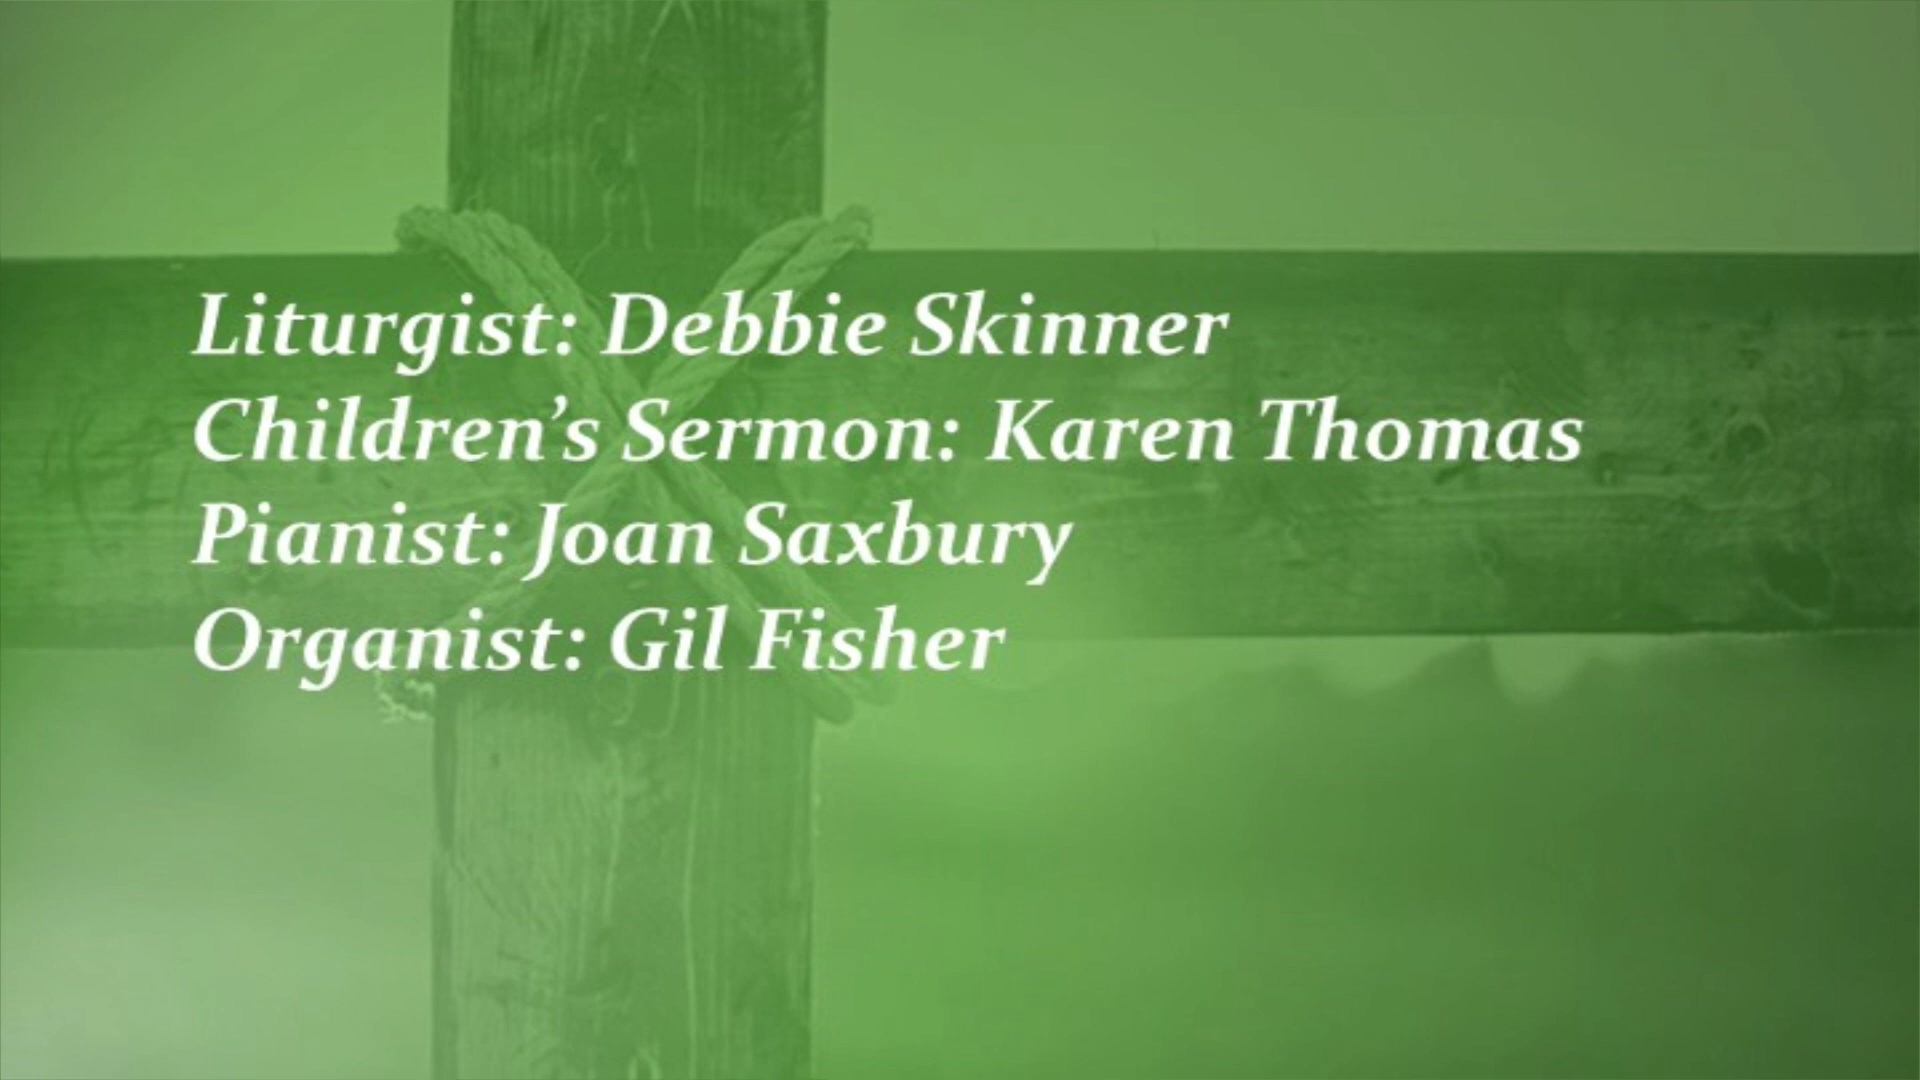 Liturgist: Debbie Skinner
Children’s Sermon: Karen Thomas
Pianist: Joan Saxbury
Organist: Gil Fisher